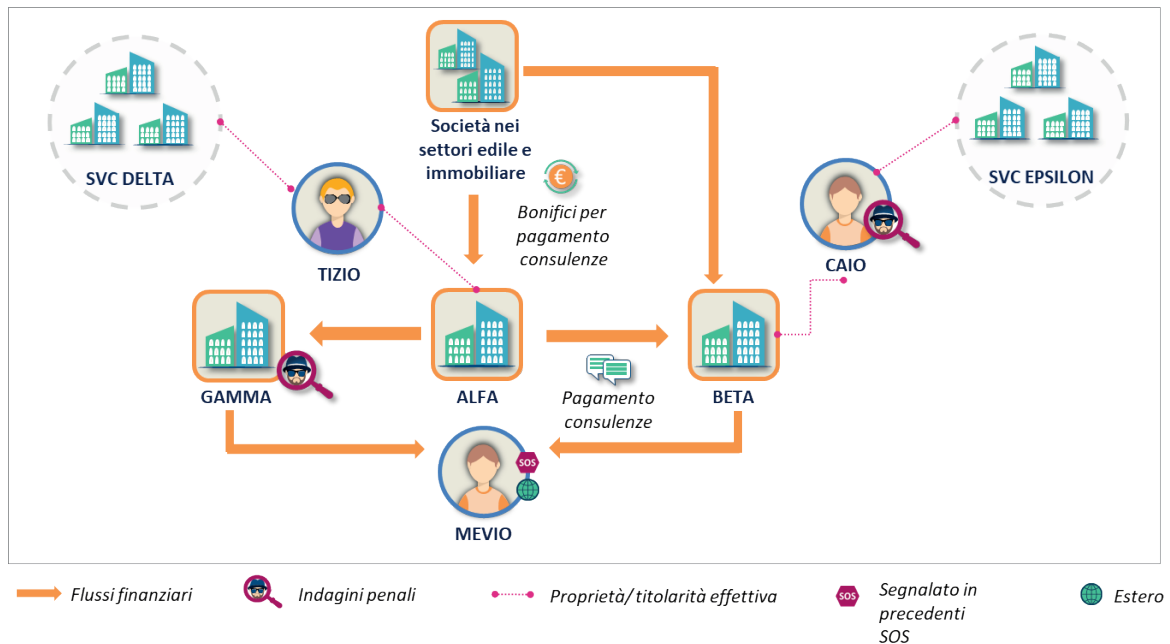 SVC DELTA
Società nei
settori edile e
immobiliare
SVC EPSILON
Bonifici per
pagamento
consulenze
TIZIO
CAIO
GAMMA
ALFA
Pagamento
consulenze
BETA
SOS
MEVIO
Flussi finanziari
Indagini penali
Proprietà/ titolarità effettiva
SOS
Segnalato in
precedenti
SOS
Estero